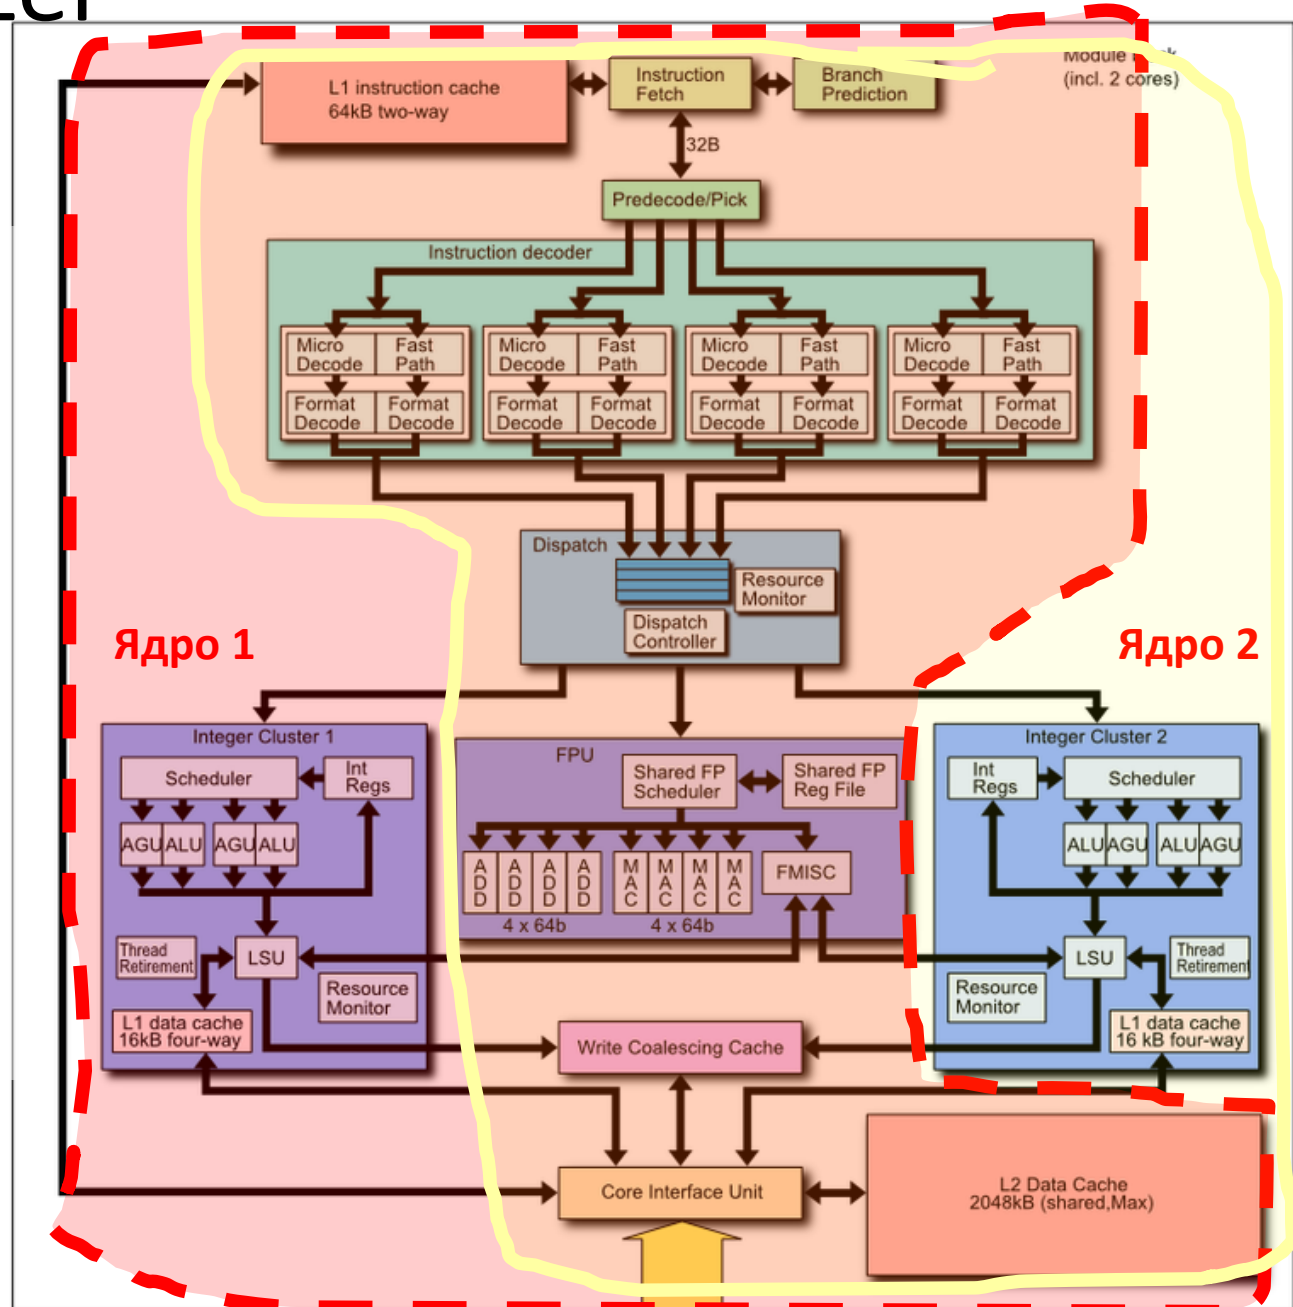 L1 instruction cache
64kB two-way
Instruction
Fetch
Branch
Prediction
Module
(incl. 2 cores)
32B
Predecode/Pick
Instruction decoder
Micro
Decode
Fast
Path
Micro
Decode
Fast
Path
Micro
Decode
Fast
Path
Micro
Decode
Fast
Path
Format
Decode
Format
Decode
Format
Decode
Format
Decode
Format
Decode
Format
Decode
Format
Decode
Format
Decode
Dispatch
Resource
Monitor
Dispatch
Controller
Ядро 1
Ядро 2
Integer Cluster 1
Scheduler
Int
Regs
AGU
ALU
AGU
ALU
Thread
Retirement
LSU
Resource
Monitor
L1 data cache
16kB four-way
FPU
Shared FP
Scheduler
Shared FP
Reg File
ADD
ADD
ADD
ADD
MAC
MAC
MAC
MAC
FMISC
4 x 64b
4 x 64b
Integer Cluster 2
Int
Regs
Scheduler
ALU
AGU
ALU
AGU
LSU
Thread
Retirement
Resource
Monitor
L1 data cache
16 kB four-way
Write Coalescing Cache
Core Interface Unit
L2 Data Cache
2048kB (shared,Max)